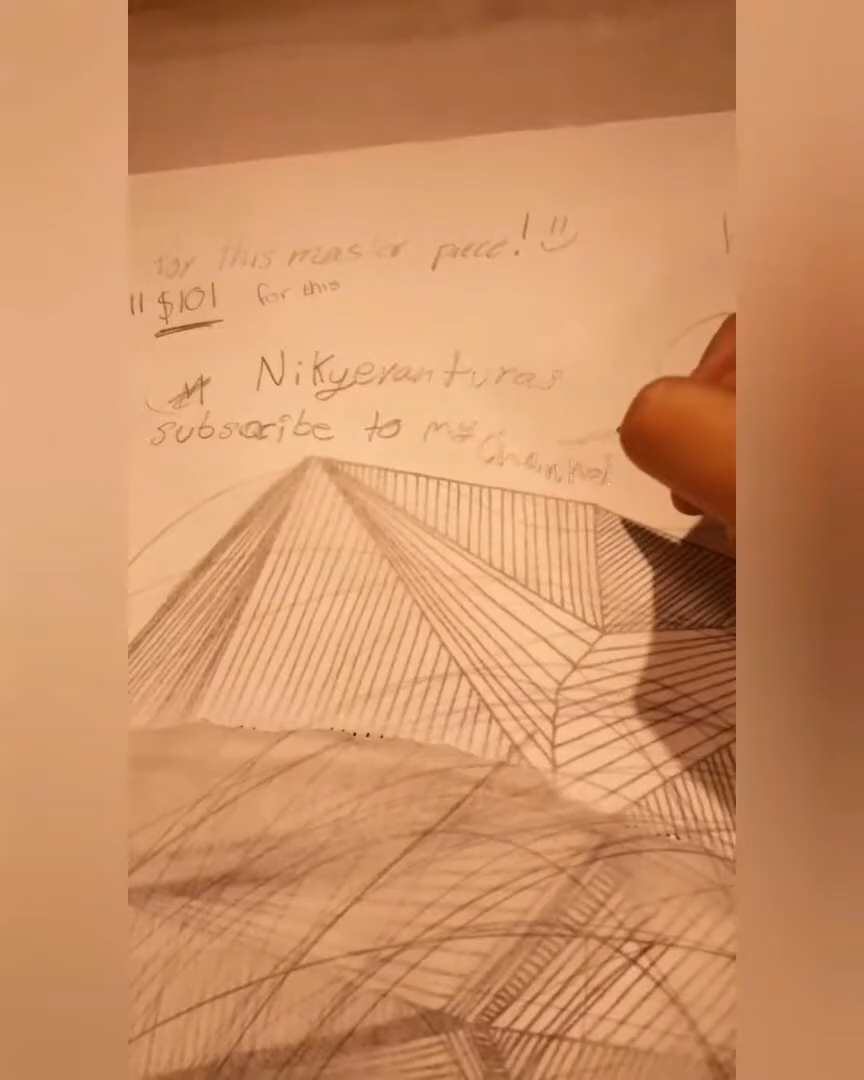 for this master piece! 
" $101 for this
Nikyeranturas
subscribe to my channel